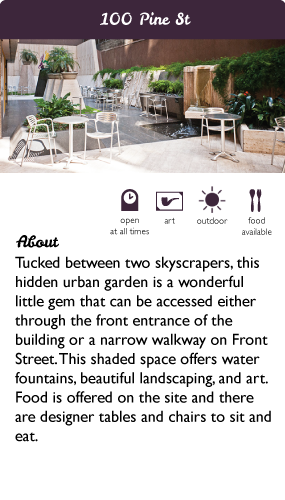 100 Pine St
open
at all times
art
outdoor
food
available
About
Tucked between two skyscrapers, this
hidden urban garden is a wonderful
little gem that can be accessed either
through the front entrance of the
building or a narrow walkway on Front
Street. This shaded space offers water
fountains, beautiful landscaping, and art.
Food is offered on the site and there
are designer tables and chairs to sit and
eat.